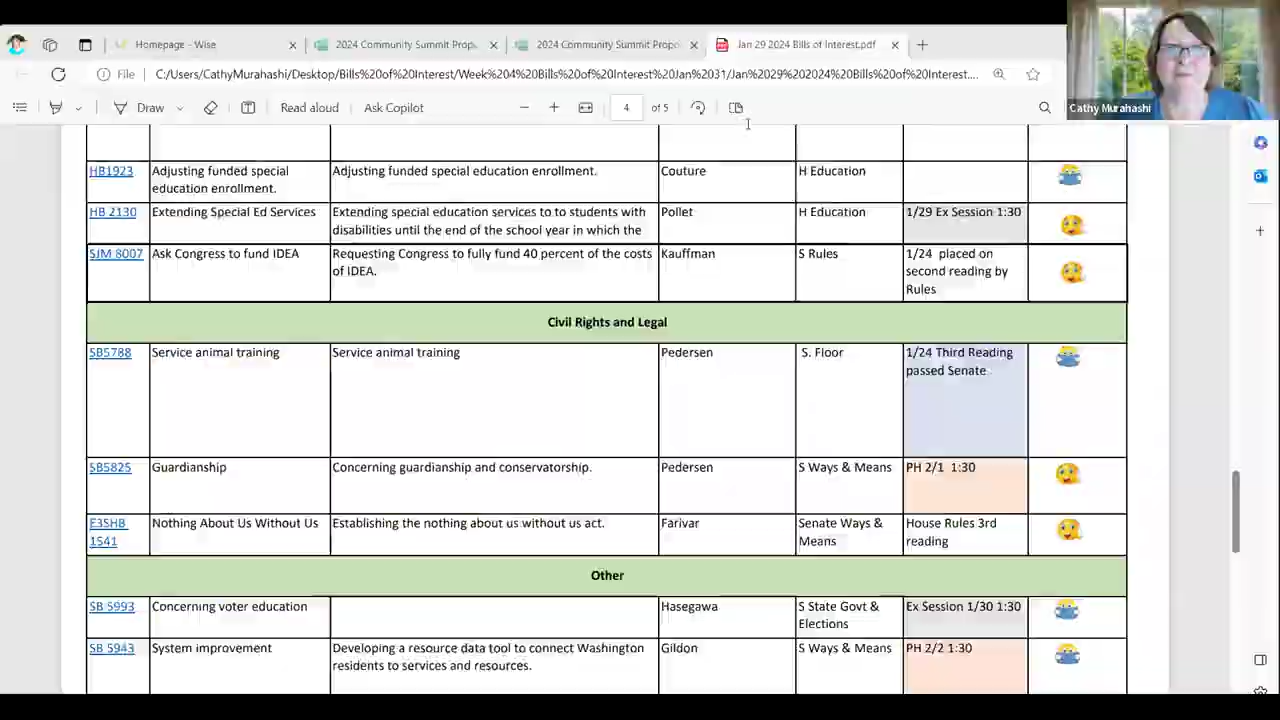 Homepage - Wise
2024 Community Summit Propo
2024 Community Summit Propo
Jan 29 2024 Bills of Interest.pdf
File
C:/Users/CathyMurahashi/Desktop/Bills%20of%20Interest/Week%204%20Bills%20of%20Interest%20Jan%2031/Jan%2029%202024%20Bills%20of%20Interest....
Draw
Read aloud
Ask Copilot
4
of 5
Cathy Murahashi
HB1923
Adjusting funded special
education enrollment.
Adjusting funded special education enrollment.
Couture
H Education
HB 2130
Extending Special Ed Services
Extending special education services to to students with
disabilities until the end of the school year in which the
Pollet
H Education
1/29 Ex Session 1:30
SJM 8007
Ask Congress to fund IDEA
Requesting Congress to fully fund 40 percent of the costs
of IDEA.
Kauffman
S Rules
1/24 placed on
second reading by
Rules
Civil Rights and Legal
SB5788
Service animal training
Service animal training
Pedersen
S. Floor
1/24 Third Reading
passed Senate
SB5825
Guardianship
Concerning guardianship and conservatorship.
Pedersen
S Ways & Means
PH 2/1 1:30
E3SHB
1541
Nothing About Us Without Us
Establishing the nothing about us without us act.
Farivar
Senate Ways &
Means
House Rules 3rd
reading
Other
SB 5993
Concerning voter education
Hasegawa
S State Govt &
Elections
Ex Session 1/30 1:30
SB 5943
System improvement
Developing a resource data tool to connect Washington
residents to services and resources.
Gildon
S Ways & Means
PH 2/2 1:30